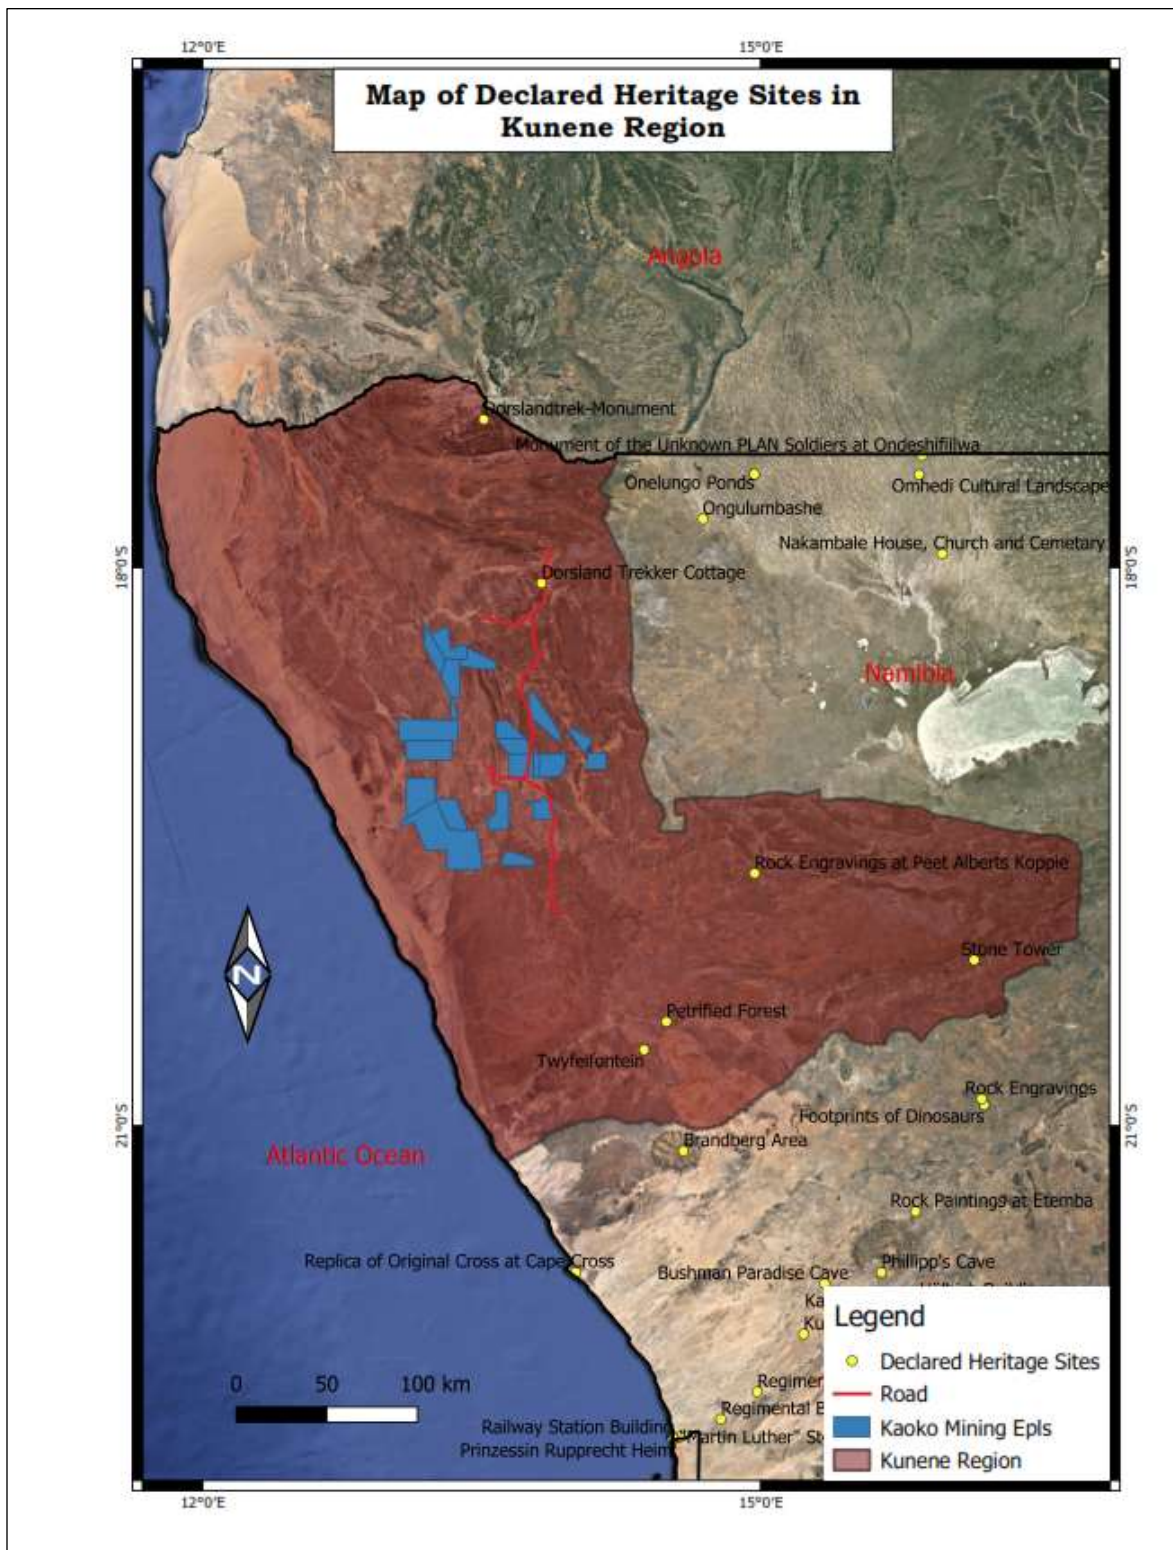 12°0'E
15°0'E
Map of Declared Heritage Sites in
Kunene Region
Angola
Dorslandtrek-Monument
Monument of the Unknown PLAN Soldiers at Ondeshifiilwa
Onelungo Ponds
Omhedi Cultural Landscape
Ongulumbashe
Nakambale House, Church and Cemetary
18°0'S
18°0'S
Dorsland Trekker Cottage
Namibia
Rock Engravings at Peet Alberts Koppie
Stone Tower
N
Petrified Forest
Twyfelfontein
Rock Engravings
Footprints of Dinosaurs
21°0'S
21°0'S
Brandberg Area
Atlantic Ocean
Rock Paintings at Etemba
Replica of Original Cross at Cape Cross
Phillipp's Cave
Bushman Paradise Cave
Ka
Ku
Legend
Declared Heritage Sites
Road
Kaoko Mining Epls
Kunene Region
0 50 100 km
Regimen
Regimental B
Railway Station Building
"Martin Luther" St
Prinzessin Rupprecht Heim
12°0'E
15°0'E